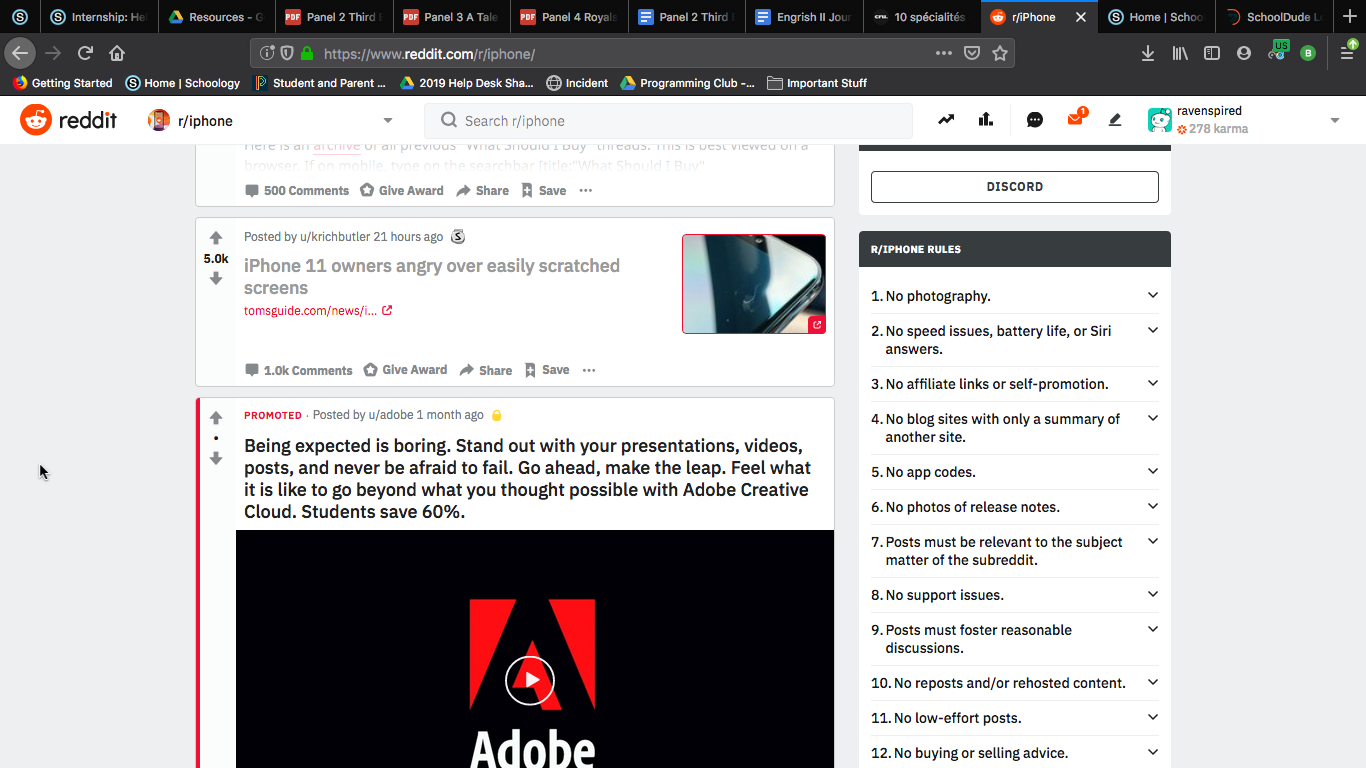 Internship: He
Resources - G
PDF Panel 2 Third
PDF Panel 3 A Tale
PDF Panel 4 Royals
Panel 2 Third
Engrish II Jour
cru. 10 spécialités
r/iPhone
Home | Schoo
SchoolDude L
https://www.reddit.com/r/iphone/
US
B
Getting Started
Home | Schoology
Student and Parent ...
2019 Help Desk Sha...
Incident
Programming Club -...
Important Stuff
reddit
r/iphone
Search r/iphone
1
ravenspired
278 karma
Here is an archive of all previous "What Should I Buy" threads. This is best viewed on a
browser. If on mobile, type on the searchbar [title:"What Should I Buy"
500 Comments Give Award Share Save
Posted by u/krichbutler 21 hours ago
5.0k
iPhone 11 owners angry over easily scratched
screens
tomsguide.com/news/i...
1.0k Comments Give Award Share Save
PROMOTED · Posted by u/adobe 1 month ago
Being expected is boring. Stand out with your presentations, videos,
posts, and never be afraid to fail. Go ahead, make the leap. Feel what
it is like to go beyond what you thought possible with Adobe Creative
Cloud. Students save 60%.
Adobe
DISCORD
R/IPHONE RULES
1. No photography.
2. No speed issues, battery life, or Siri
answers.
3. No affiliate links or self-promotion.
4. No blog sites with only a summary of
another site.
5. No app codes.
6. No photos of release notes.
7. Posts must be relevant to the subject
matter of the subreddit.
8. No support issues.
9. Posts must foster reasonable
discussions.
10. No reposts and/or rehosted content.
11. No low-effort posts.
12. No buying or selling advice.